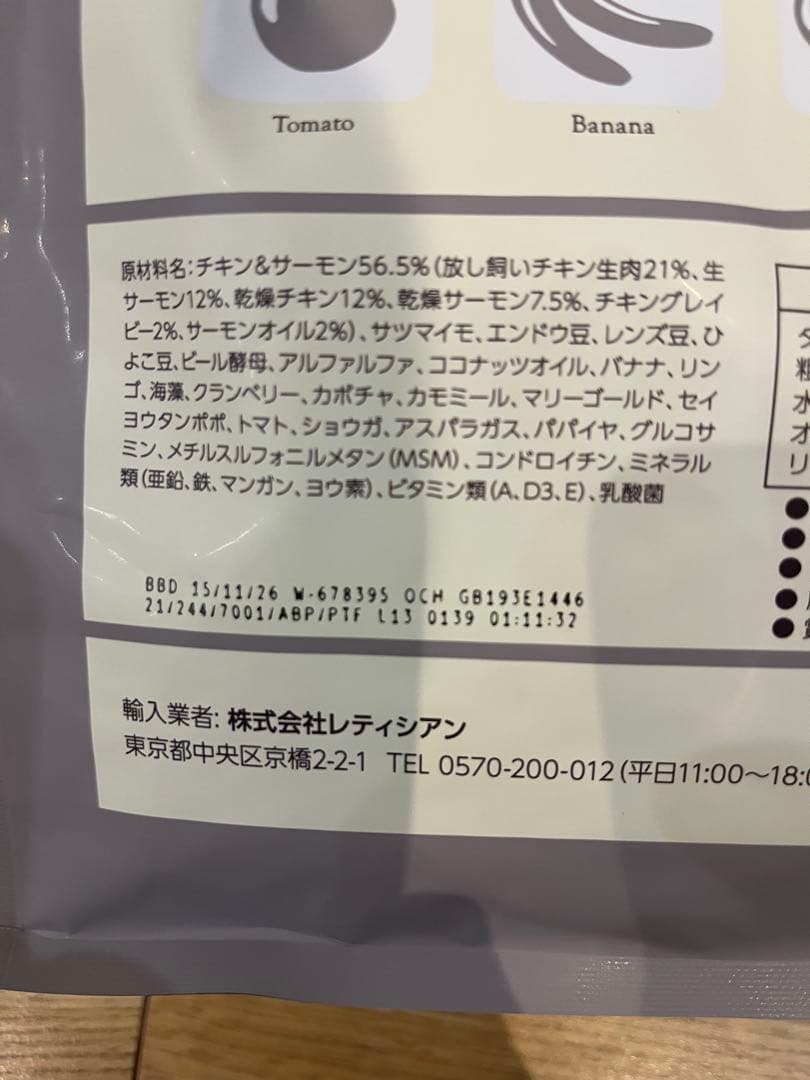 Tomato
Banana
原材料名:チキン&サーモン56.5%(放し飼いチキン生肉21%、生
サーモン12%、乾燥チキン12%、乾燥サーモン7.5%、チキングレイ
ビー2%、サーモンオイル2%)、サツマイモ、エンドウ豆、レンズ豆、ひ
よこ豆、ビール酵母、アルファルファ、ココナッツオイル、バナナ、リン
ゴ、海藻、クランベリー、カボチャ、カモミール、マリーゴールド、セイ
ヨウタンポポ、トマト、ショウガ、アスパラガス、パパイヤ、グルコサ
ミン、メチルスルフォニルメタン(MSM)、コンドロイチン、ミネラル
類(亜鉛、鉄、マンガン、ヨウ素)、ビタミン類(A、D3、E)、乳酸菌
粗
水
オ
リ
BBD 15/11/26 W-678395 OCH GB193E1446
21/244/7001/ABP/PTF L13 0139 01:11:32
輸入業者: 株式会社レティシアン
東京都中央区京橋2-2-1 TEL 0570-200-012(平日11:00〜18:0